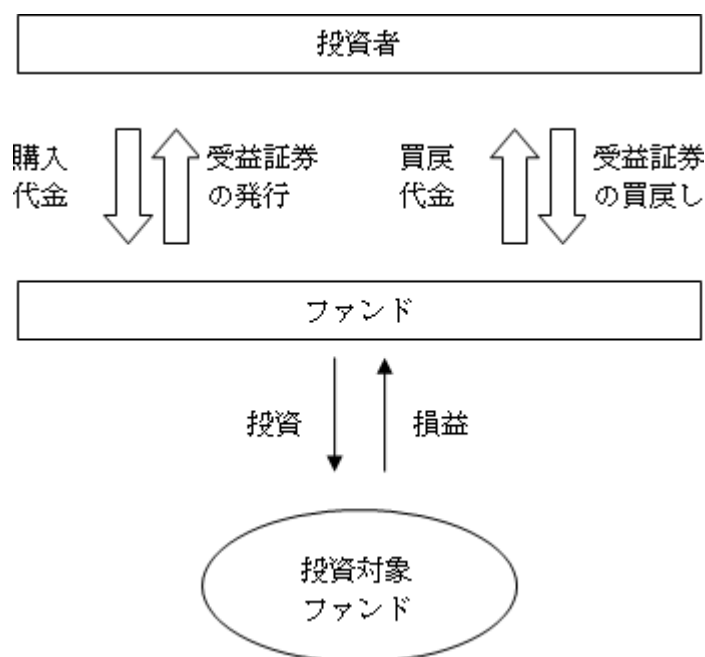 投資者
購入
代金
受益証券
の発行
買戻
代金
受益証券
の買戻し
ファンド
投資
損益
投資対象
ファンド